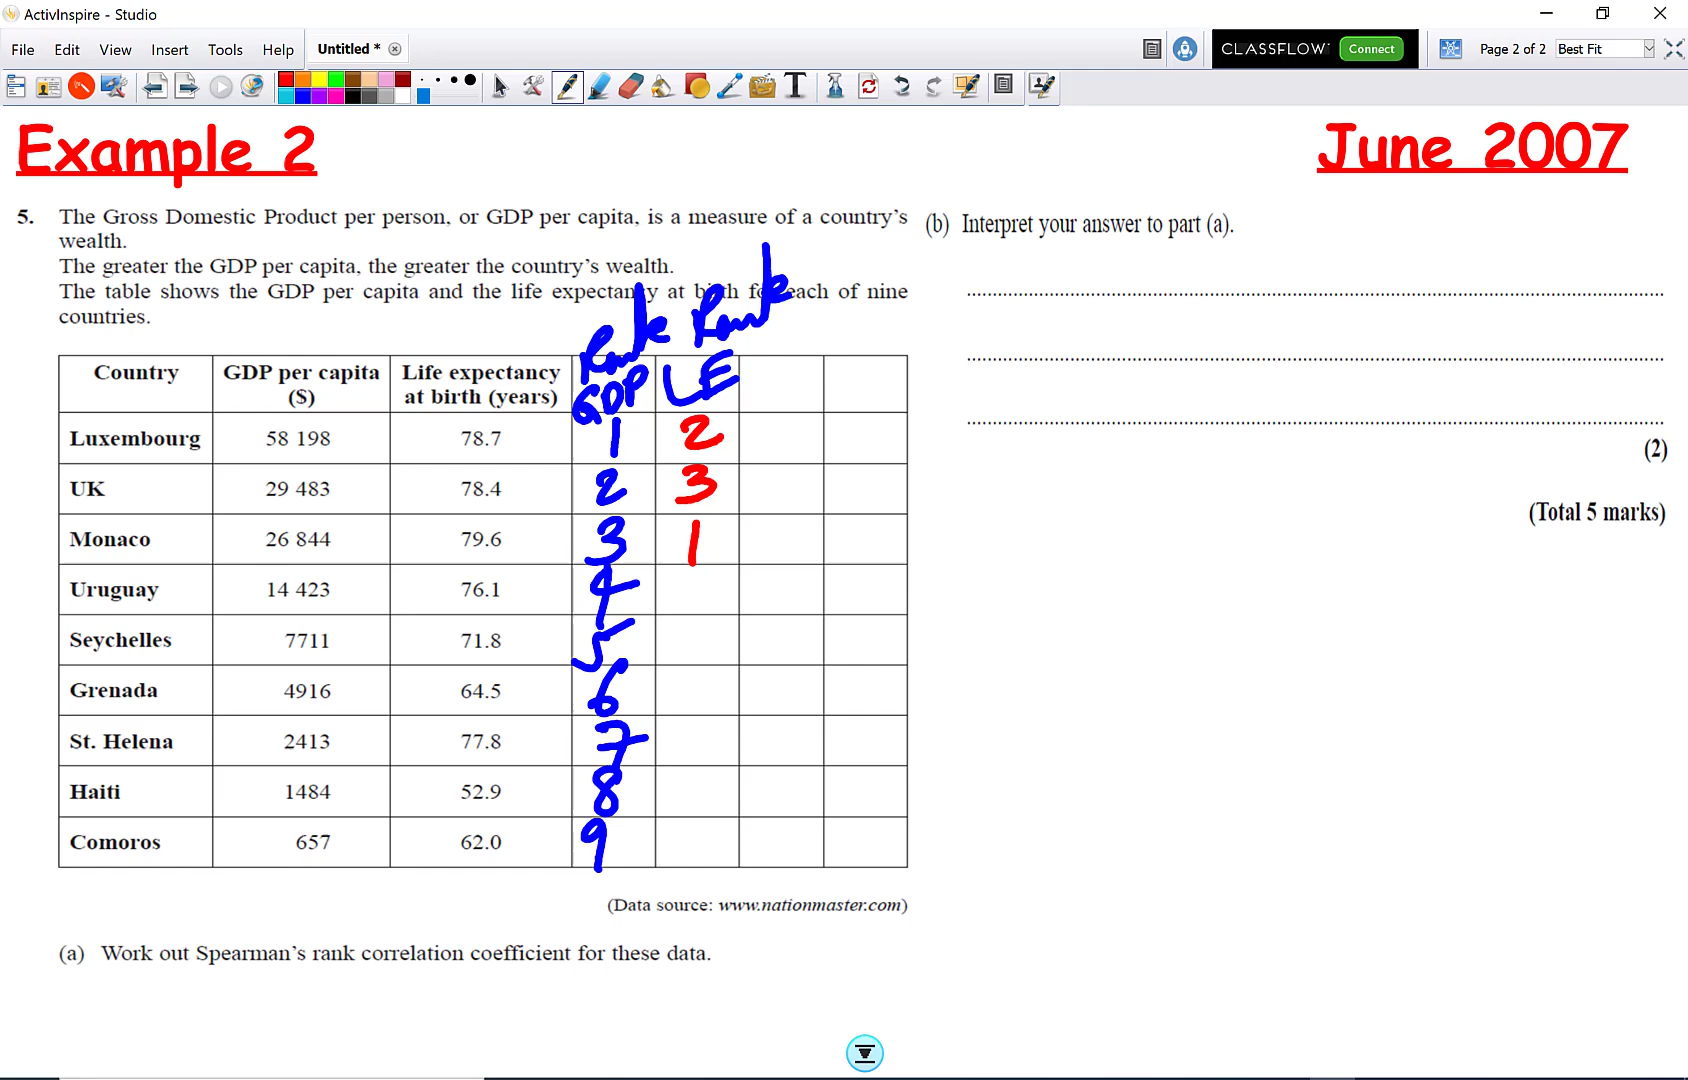 ActivInspire - Studio
File Edit View Insert Tools Help Untitled *
CLASSFLOW Connect
Page 2 of 2 Best Fit
Example 2
June 2007
5. The Gross Domestic Product per person, or GDP per capita, is a measure of a country's
wealth.
The greater the GDP per capita, the greater the country's wealth.
The table shows the GDP per capita and the life expectancy at birth for each of nine
countries.
Rank Rank
GDP LE
Country GDP per capita Life expectancy
($) at birth (years)
Luxembourg 58 198 78.7 1 2
UK 29 483 78.4 2 3
Monaco 26 844 79.6 3 1
Uruguay 14 423 76.1 4
Seychelles 7711 71.8 5
Grenada 4916 64.5 6
St. Helena 2413 77.8 7
Haiti 1484 52.9 8
Comoros 657 62.0 9
(Data source: www.nationmaster.com)
(a) Work out Spearman's rank correlation coefficient for these data.
(b) Interpret your answer to part (a).
(2)
(Total 5 marks)